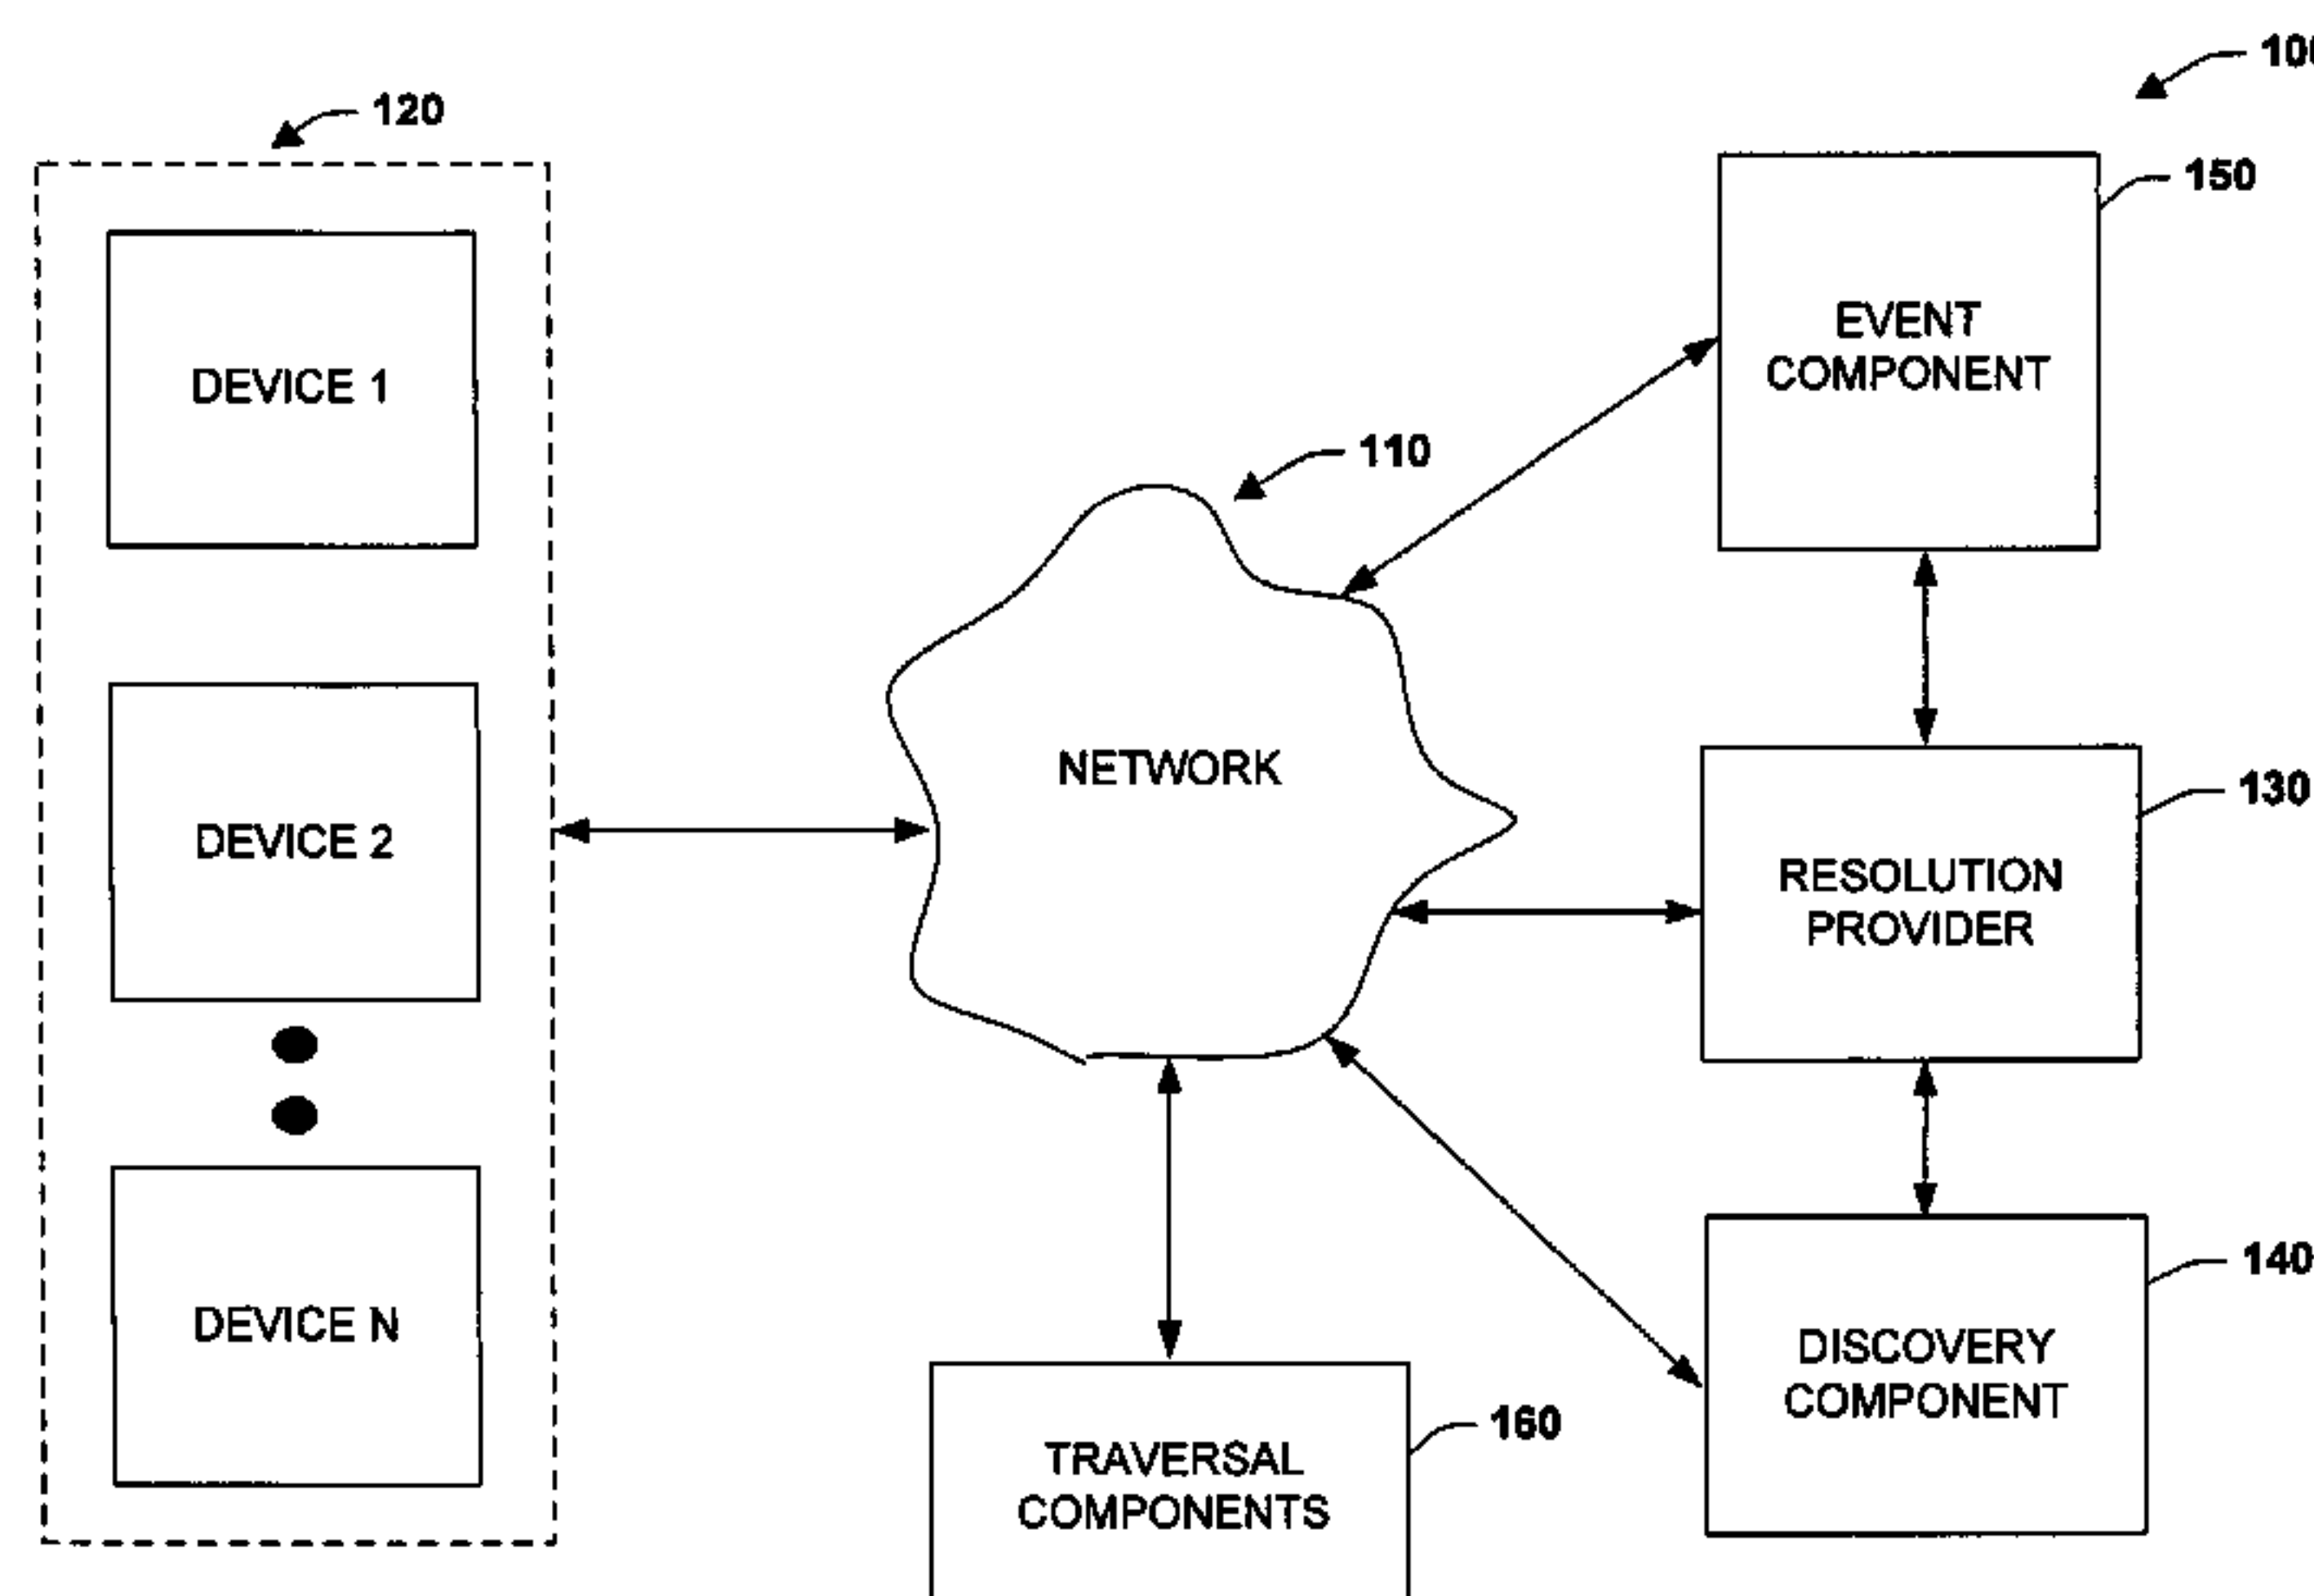 100
120
150
DEVICE 1
EVENT
COMPONENT
110
NETWORK
130
DEVICE 2
RESOLUTION
PROVIDER
140
DEVICE N
DISCOVERY
COMPONENT
160
TRAVERSAL
COMPONENTS